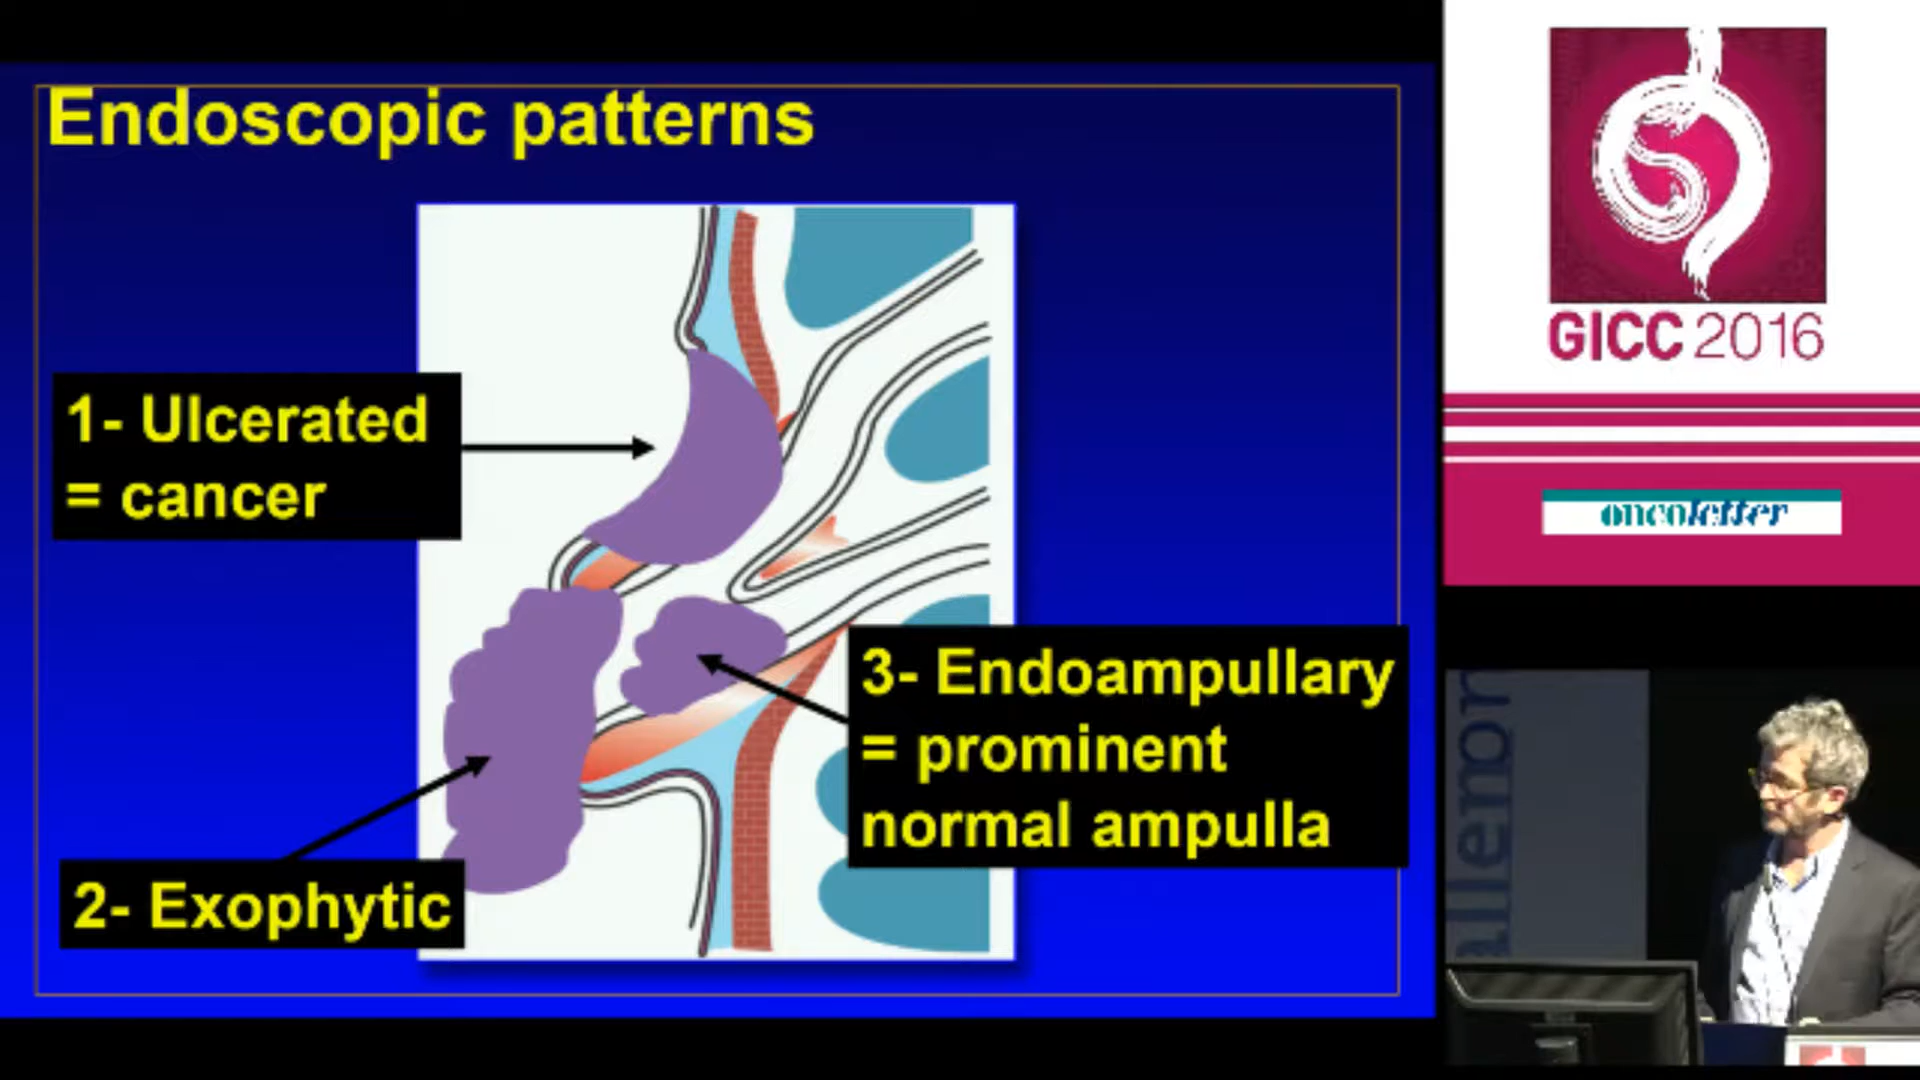 Endoscopic patterns
1- Ulcerated
= cancer
2- Exophytic
3- Endoampullary
= prominent
normal ampulla
GICC 2016
oncoletter